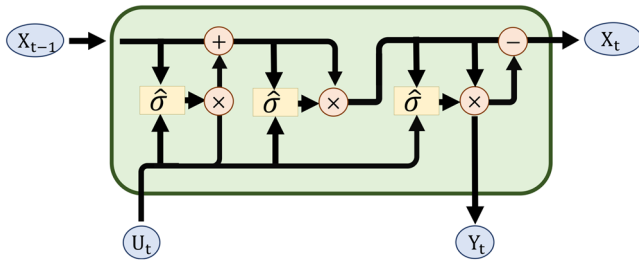 X_{t−1} + − X_t
σ̂ × σ̂ × σ̂ ×
U_t Y_t